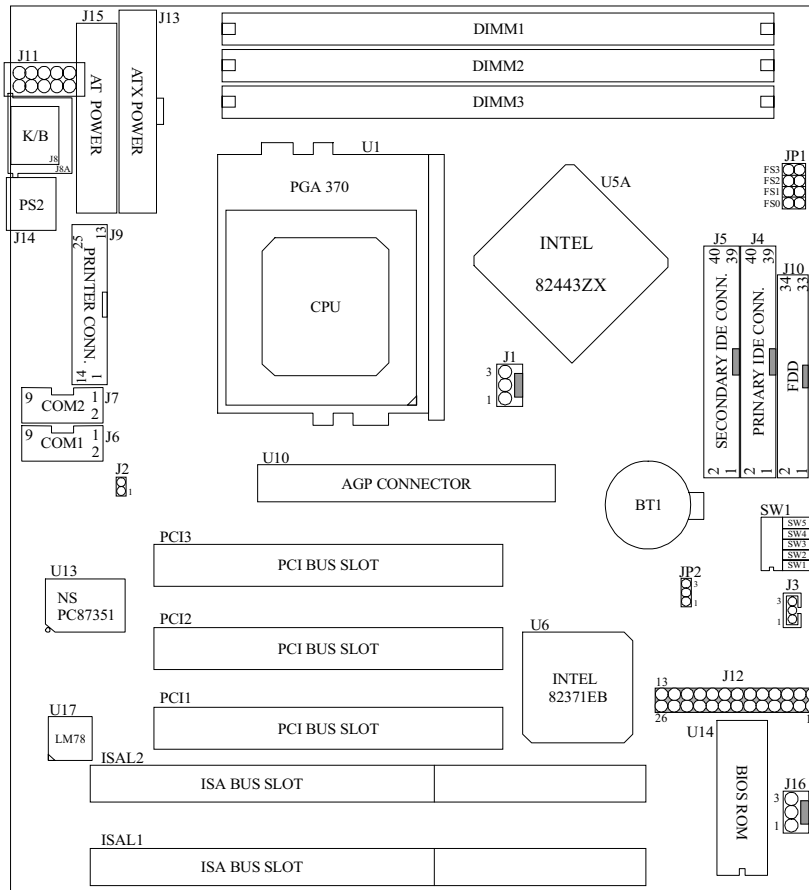 J15
J13
DIMM1
DIMM2
DIMM3
J11
AT POWER
ATX POWER
K/B
J8
J8A
PS2
J14
U1
PGA 370
CPU
U5A
INTEL
82443ZX
JP1
FS3
FS2
FS1
FS0
J9
25
13
PRINTER CONN.
14
1
J5
40
39
SECONDARY IDE CONN.
2
1
J4
40
39
PRINARY IDE CONN.
2
1
J10
34
33
FDD
2
1
J1
3
1
9
COM2
1
2
J7
9
COM1
1
2
J6
J2
1
U10
AGP CONNECTOR
BT1
SW1
SW5
SW4
SW3
SW2
SW1
PCI3
PCI BUS SLOT
U13
NS
PC87351
JP2
3
1
J3
3
1
PCI2
PCI BUS SLOT
U6
INTEL
82371EB
J12
13
26
1
PCI1
PCI BUS SLOT
U17
LM78
U14
BIOS ROM
ISAL2
ISA BUS SLOT
J16
3
1
ISAL1
ISA BUS SLOT